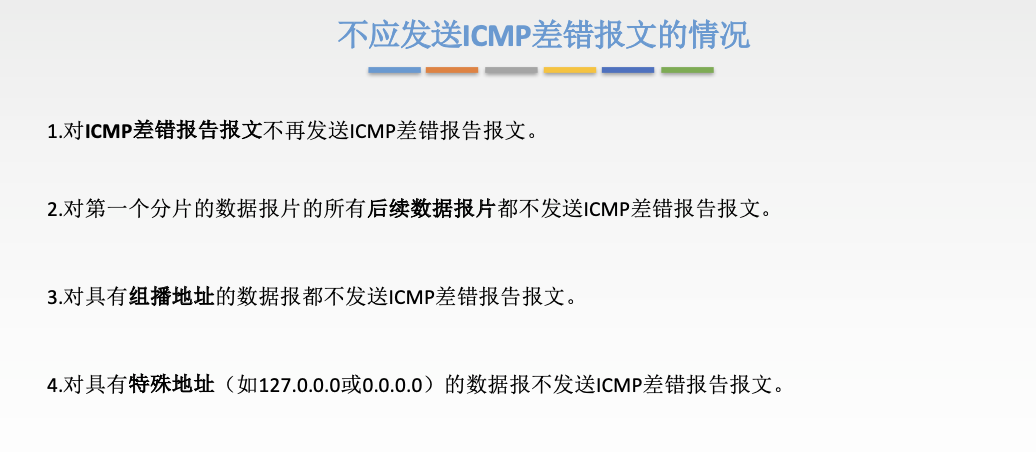 不应发送ICMP差错报文的情况
1.对ICMP差错报告报文不再发送ICMP差错报告报文。
2.对第一个分片的数据报片的所有后续数据报片都不发送ICMP差错报告报文。
3.对具有组播地址的数据报都不发送ICMP差错报告报文。
4.对具有特殊地址（如127.0.0.0或0.0.0.0）的数据报不发送ICMP差错报告报文。